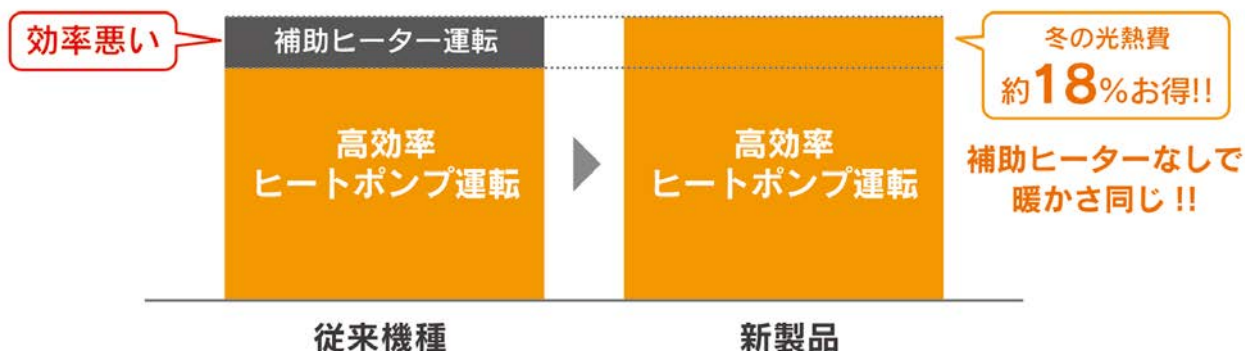 効率悪い
補助ヒーター運転
高効率
ヒートポンプ運転
高効率
ヒートポンプ運転
冬の光熱費
約18%お得!!
補助ヒーターなしで
暖かさ同じ!!
従来機種
新製品